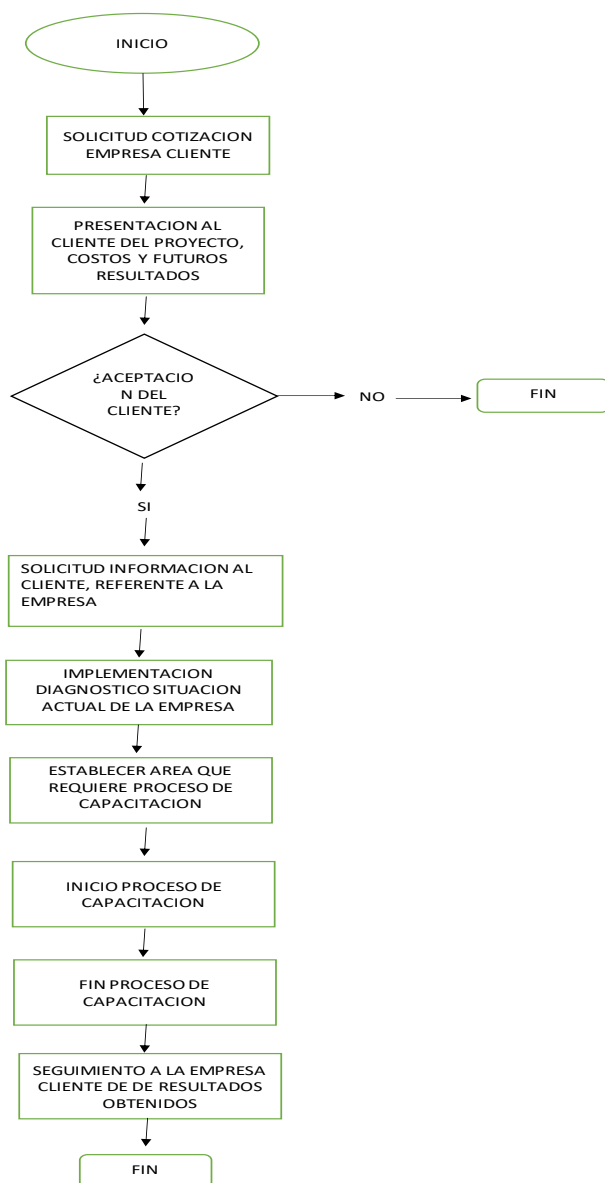 INICIO
SOLICITUD COTIZACION
EMPRESA CLIENTE
PRESENTACION AL
CLIENTE DEL PROYECTO,
COSTOS Y FUTUROS
RESULTADOS
¿ACEPTACIO
N DEL
CLIENTE?
NO
FIN
SI
SOLICITUD INFORMACION AL
CLIENTE, REFERENTE A LA
EMPRESA
IMPLEMENTACION
DIAGNOSTICO SITUACION
ACTUAL DE LA EMPRESA
ESTABLECER AREA QUE
REQUIERE PROCESO DE
CAPACITACION
INICIO PROCESO DE
CAPACITACION
FIN PROCESO DE
CAPACITACION
SEGUIMIENTO A LA EMPRESA
CLIENTE DE DE RESULTADOS
OBTENIDOS
FIN